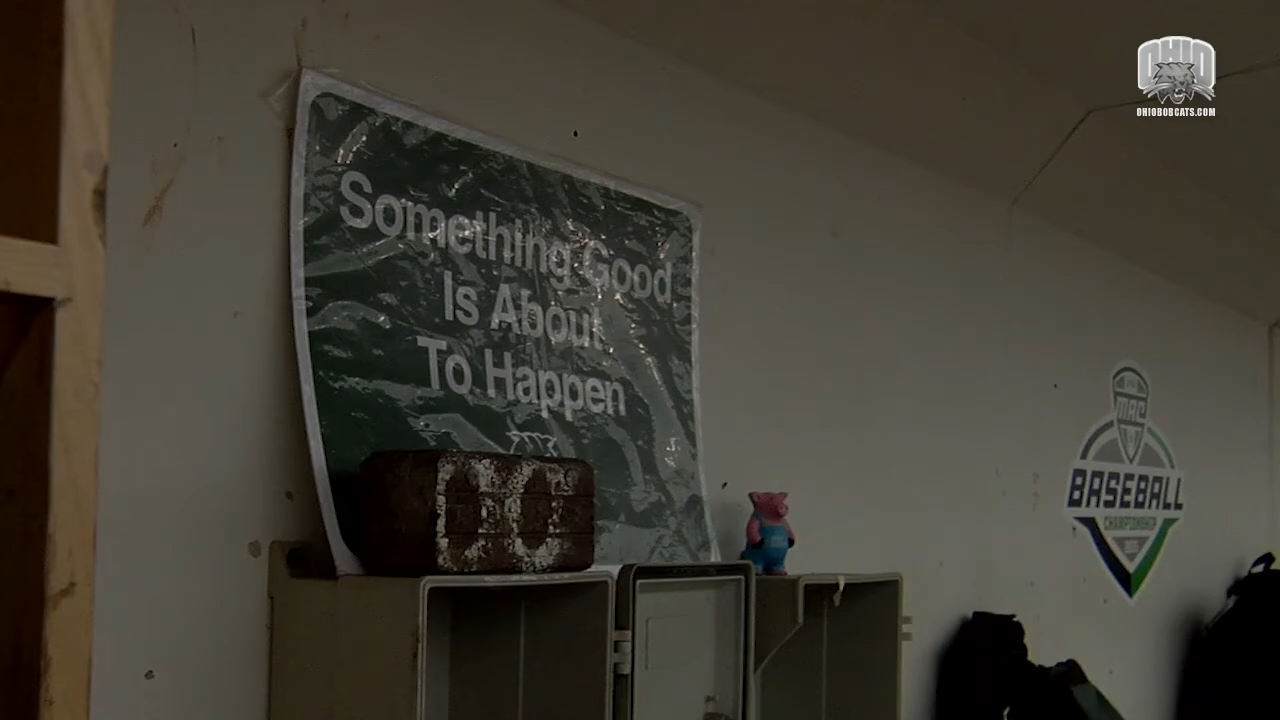 OHIO
OHIOBOBCATS.COM
Something Good
Is About
To Happen
MAC
BASEBALL
CHAMPIONSHIP